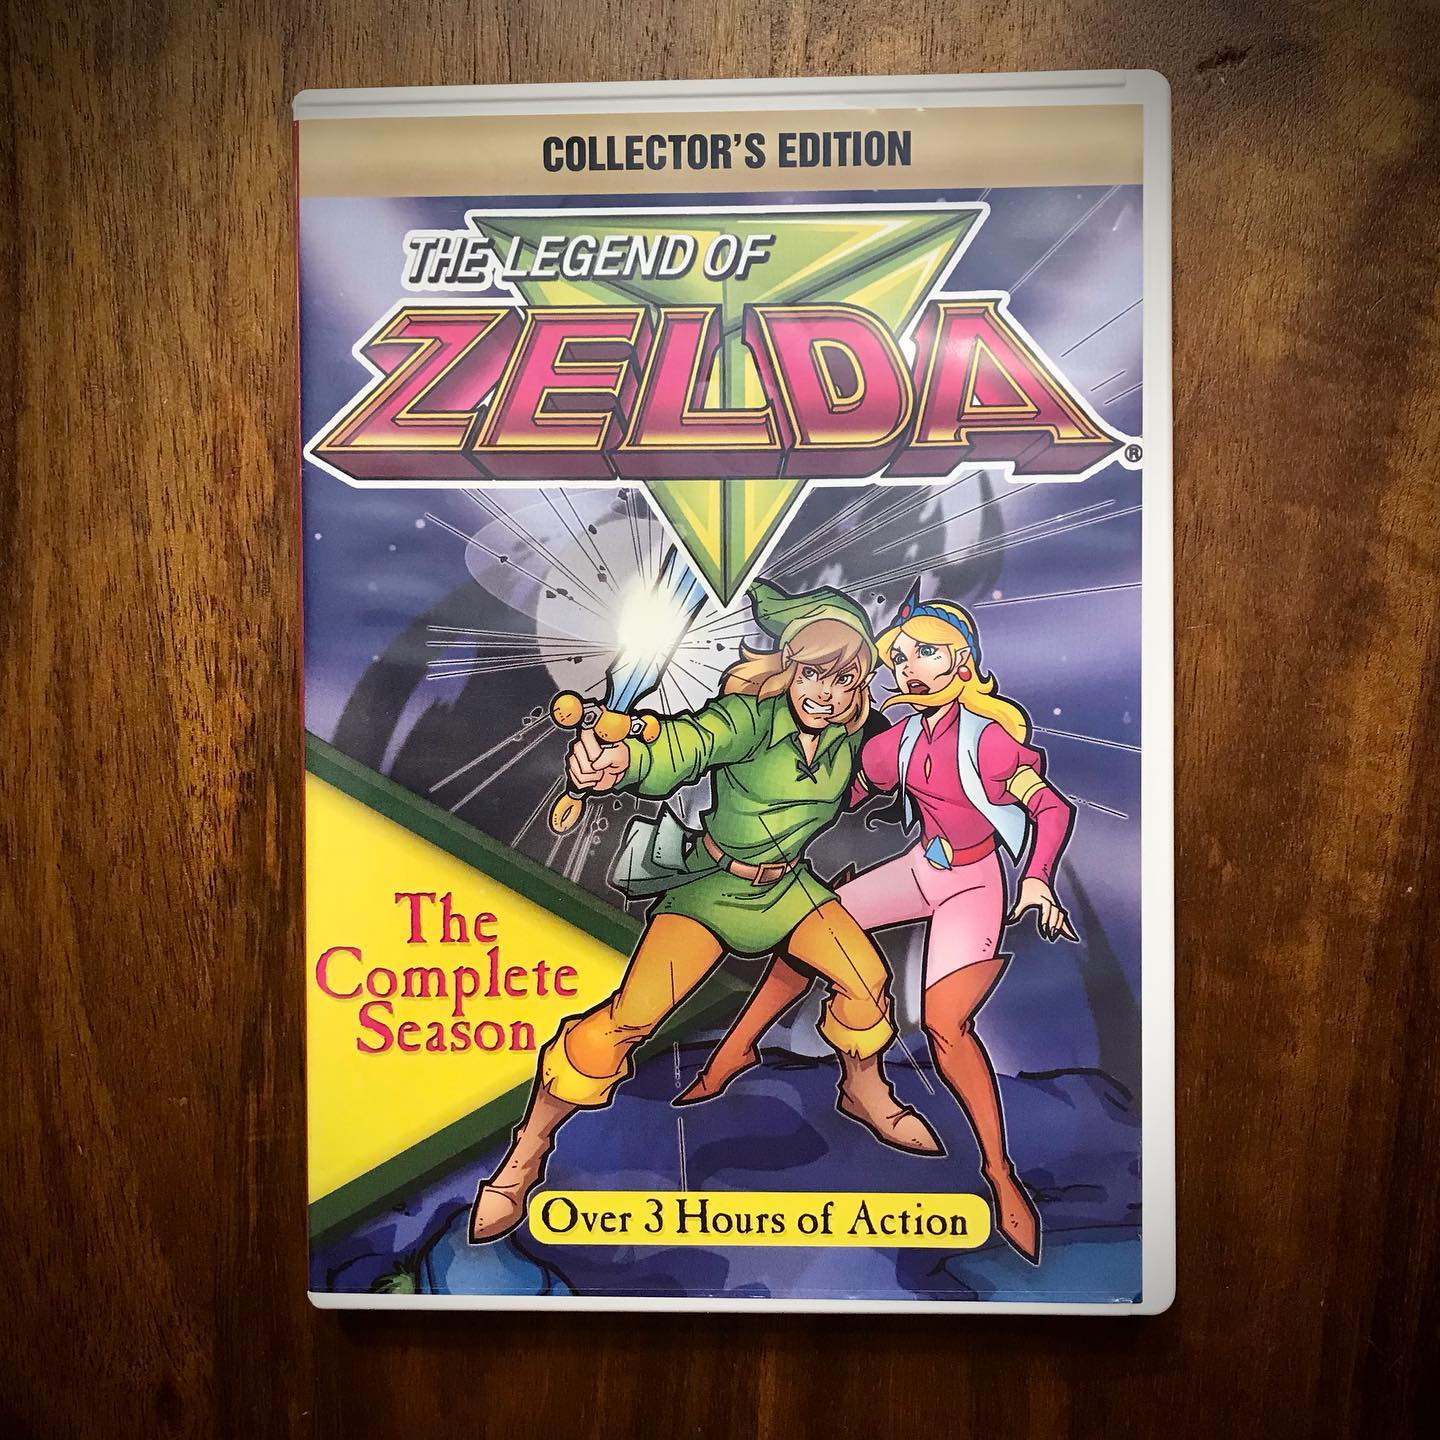 COLLECTOR'S EDITION
THE LEGEND OF
ZELDA®
The
Complete
Season
Over 3 Hours of Action